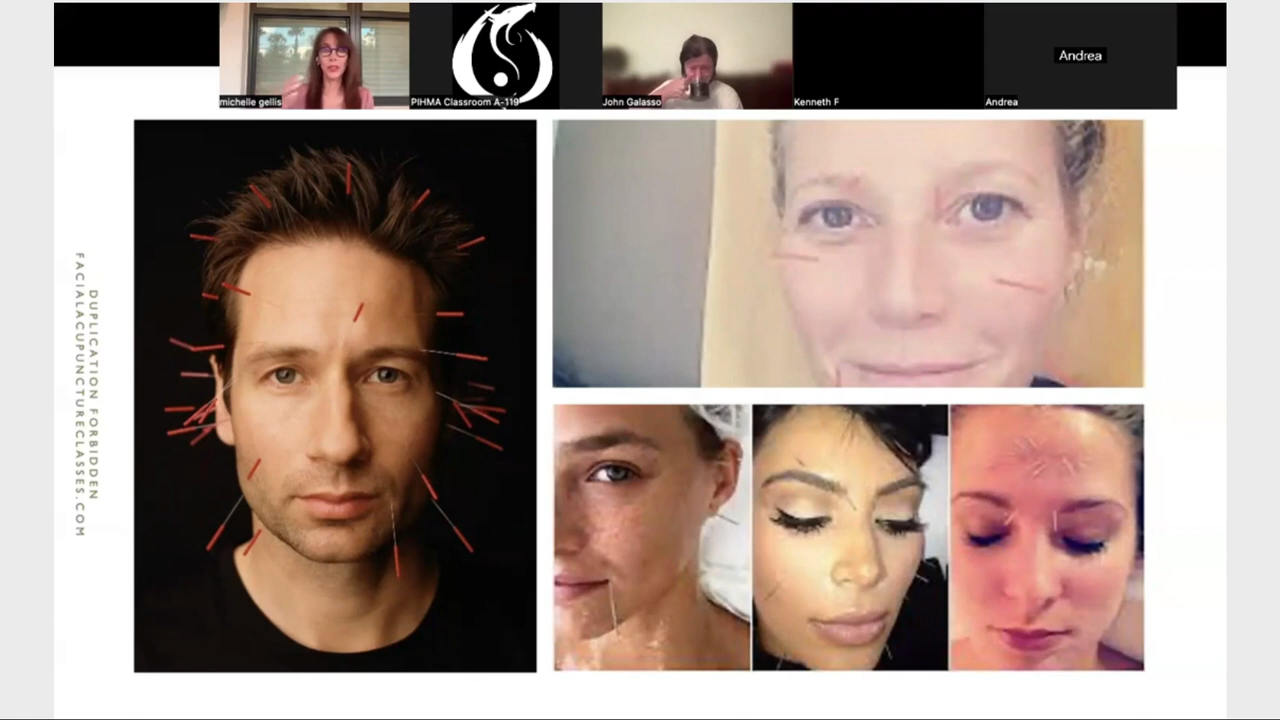 michelle gellis
PIHMA Classroom A-119
John Galasso
Kenneth F
Andrea
Andrea
DUPLICATION FORBIDDEN
FACIALACUPUNCTURECLASSES.COM